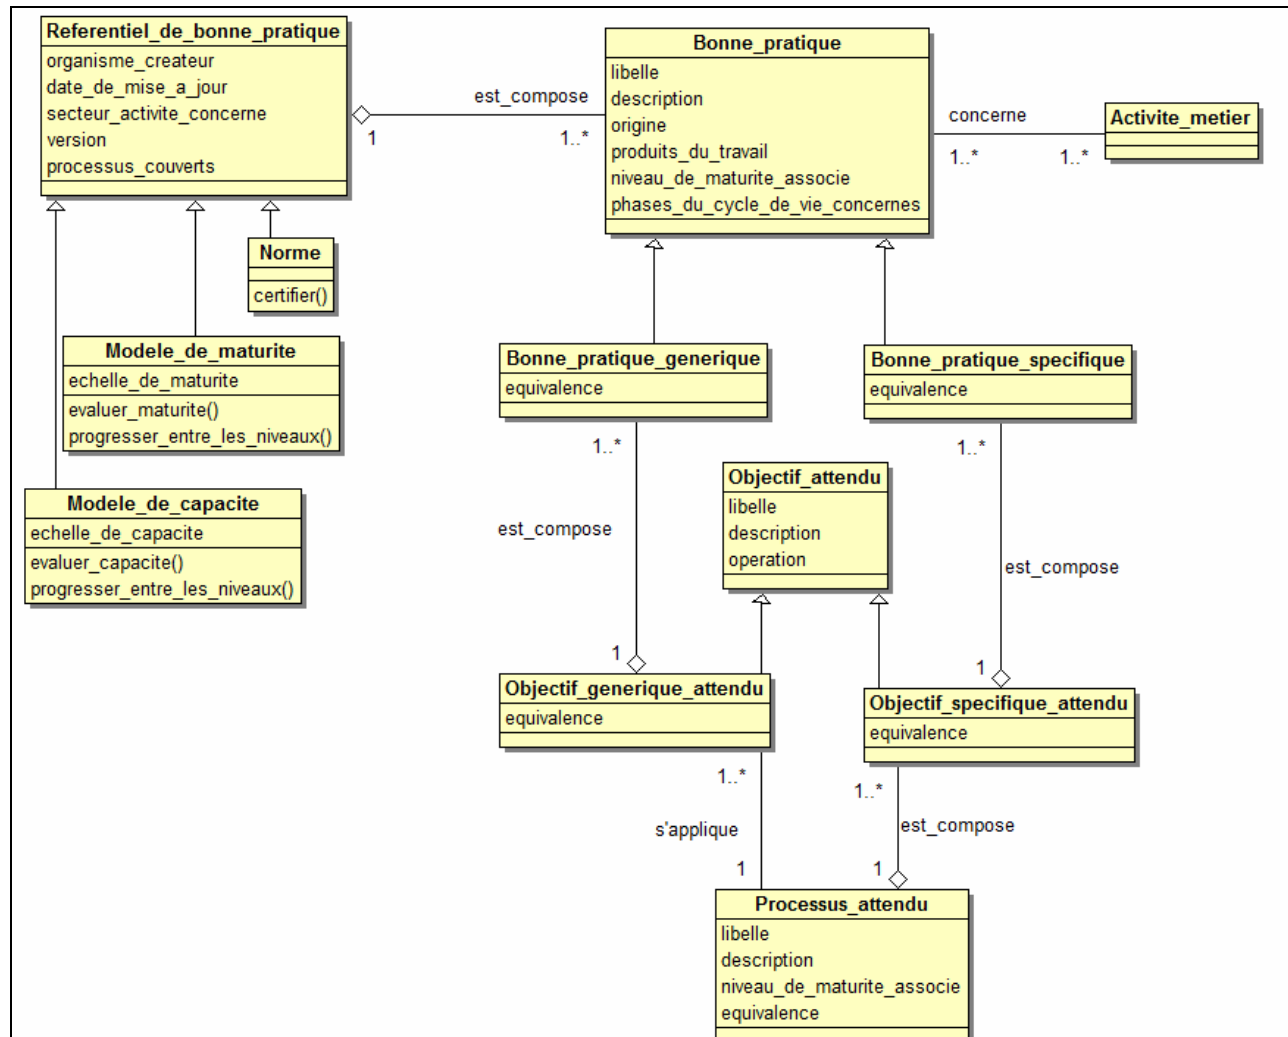 Réferentiel_de_bonne_pratique
organisme_createur
date_de_mise_a_jour
secteur_activite_concerne
version
processus_couverts
est_compose
1
1..*
Bonne_pratique
libelle
description
origine
produits_du_travail
niveau_de_maturite_associe
phases_du_cycle_de_vie_concernes
concerne
1..*
1..*
Activite_metier
Norme
certifier()
Modele_de_maturite
echelle_de_maturite
evaluer_maturite()
progresser_entre_les_niveaux()
Modele_de_capacite
echelle_de_capacite
evaluer_capacite()
progresser_entre_les_niveaux()
Bonne_pratique_generique
equivalence
Bonne_pratique_specifique
equivalence
1..*
1..*
Objectif_attendu
libelle
description
operation
est_compose
est_compose
1
1
Objectif_generique_attendu
equivalence
Objectif_specifique_attendu
equivalence
1..*
1..*
s'applique
est_compose
1
1
Processus_attendu
libelle
description
niveau_de_maturite_associe
equivalence